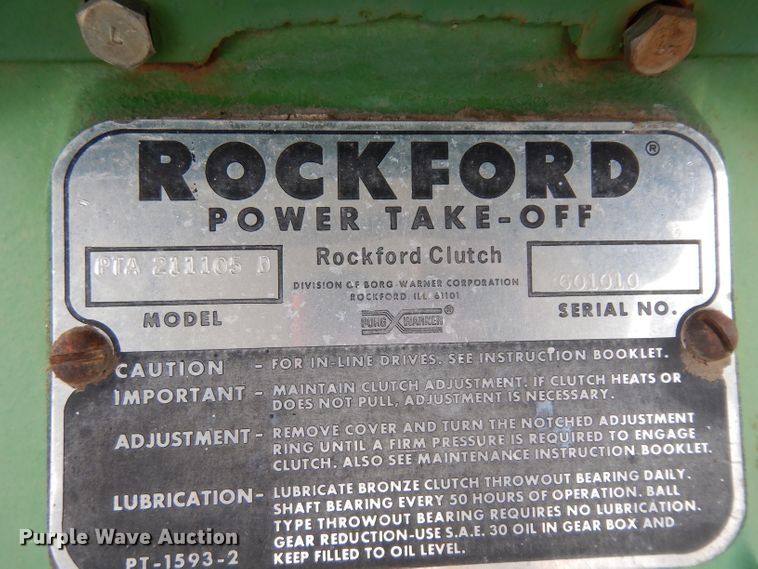 L
L
ROCKFORD®
POWER TAKE-OFF
PTA 211105 D
Rockford Clutch
601010
DIVISION OF BORG-WARNER CORPORATION
ROCKFORD, ILL. 61101
MODEL
BORG WARNER ®
SERIAL NO.
CAUTION - FOR IN-LINE DRIVES. SEE INSTRUCTION BOOKLET.
IMPORTANT - MAINTAIN CLUTCH ADJUSTMENT. IF CLUTCH HEATS OR
DOES NOT PULL, ADJUSTMENT IS NECESSARY.
ADJUSTMENT - REMOVE COVER AND TURN THE NOTCHED ADJUSTMENT
RING UNTIL A FIRM PRESSURE IS REQUIRED TO ENGAGE
CLUTCH. ALSO SEE MAINTENANCE INSTRUCTION BOOKLET.
LUBRICATION - LUBRICATE BRONZE CLUTCH THROWOUT BEARING DAILY.
SHAFT BEARING EVERY 50 HOURS OF OPERATION. BALL
TYPE THROWOUT BEARING REQUIRES NO LUBRICATION.
GEAR REDUCTION-USE S.A.E. 30 OIL IN GEAR BOX AND
KEEP FILLED TO OIL LEVEL.
PT-1593-2
Purple Wave Auction